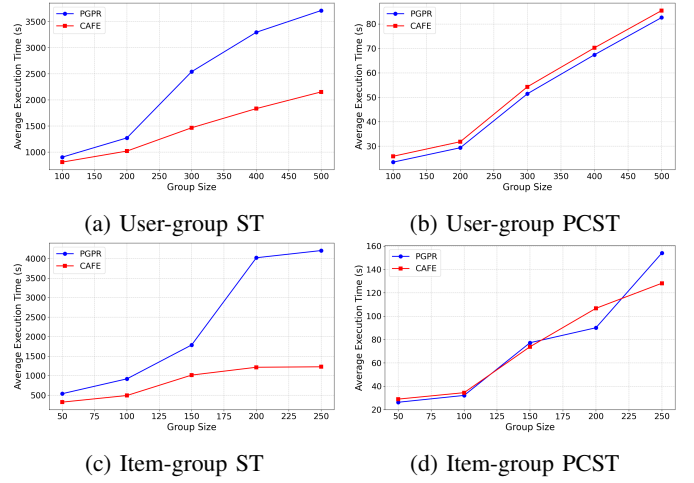 PGPR
CAFE
Average Execution Time (s)
3500
3000
2500
2000
1500
1000
100 150 200 250 300 350 400 450 500
Group Size
(a) User-group ST
PGPR
CAFE
Average Execution Time (s)
80
70
60
50
40
30
100 150 200 250 300 350 400 450 500
Group Size
(b) User-group PCST
PGPR
CAFE
Average Execution Time (s)
4000
3500
3000
2500
2000
1500
1000
500
50 75 100 125 150 175 200 225 250
Group Size
(c) Item-group ST
PGPR
CAFE
Average Execution Time (s)
160
140
120
100
80
60
40
20
50 75 100 125 150 175 200 225 250
Group Size
(d) Item-group PCST